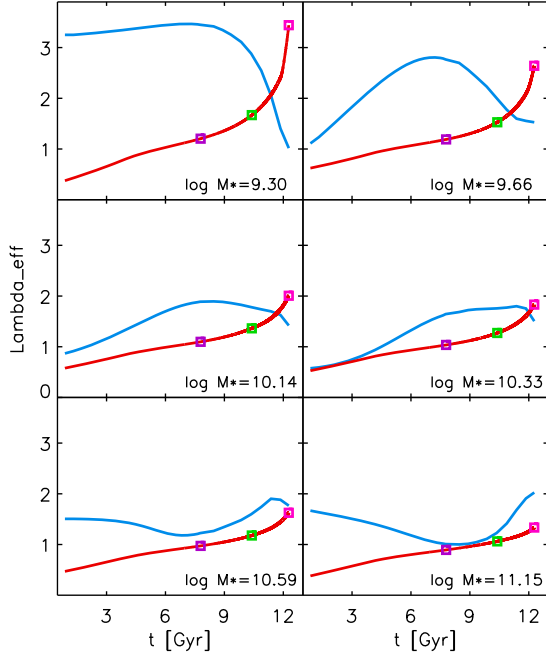 3
2
1
log M*=9.30
log M*=9.66
Lambda_eff
3
2
1
0
log M*=10.14
log M*=10.33
3
2
1
log M*=10.59
log M*=11.15
3 6 9 12 3 6 9 12
t [Gyr] t [Gyr]